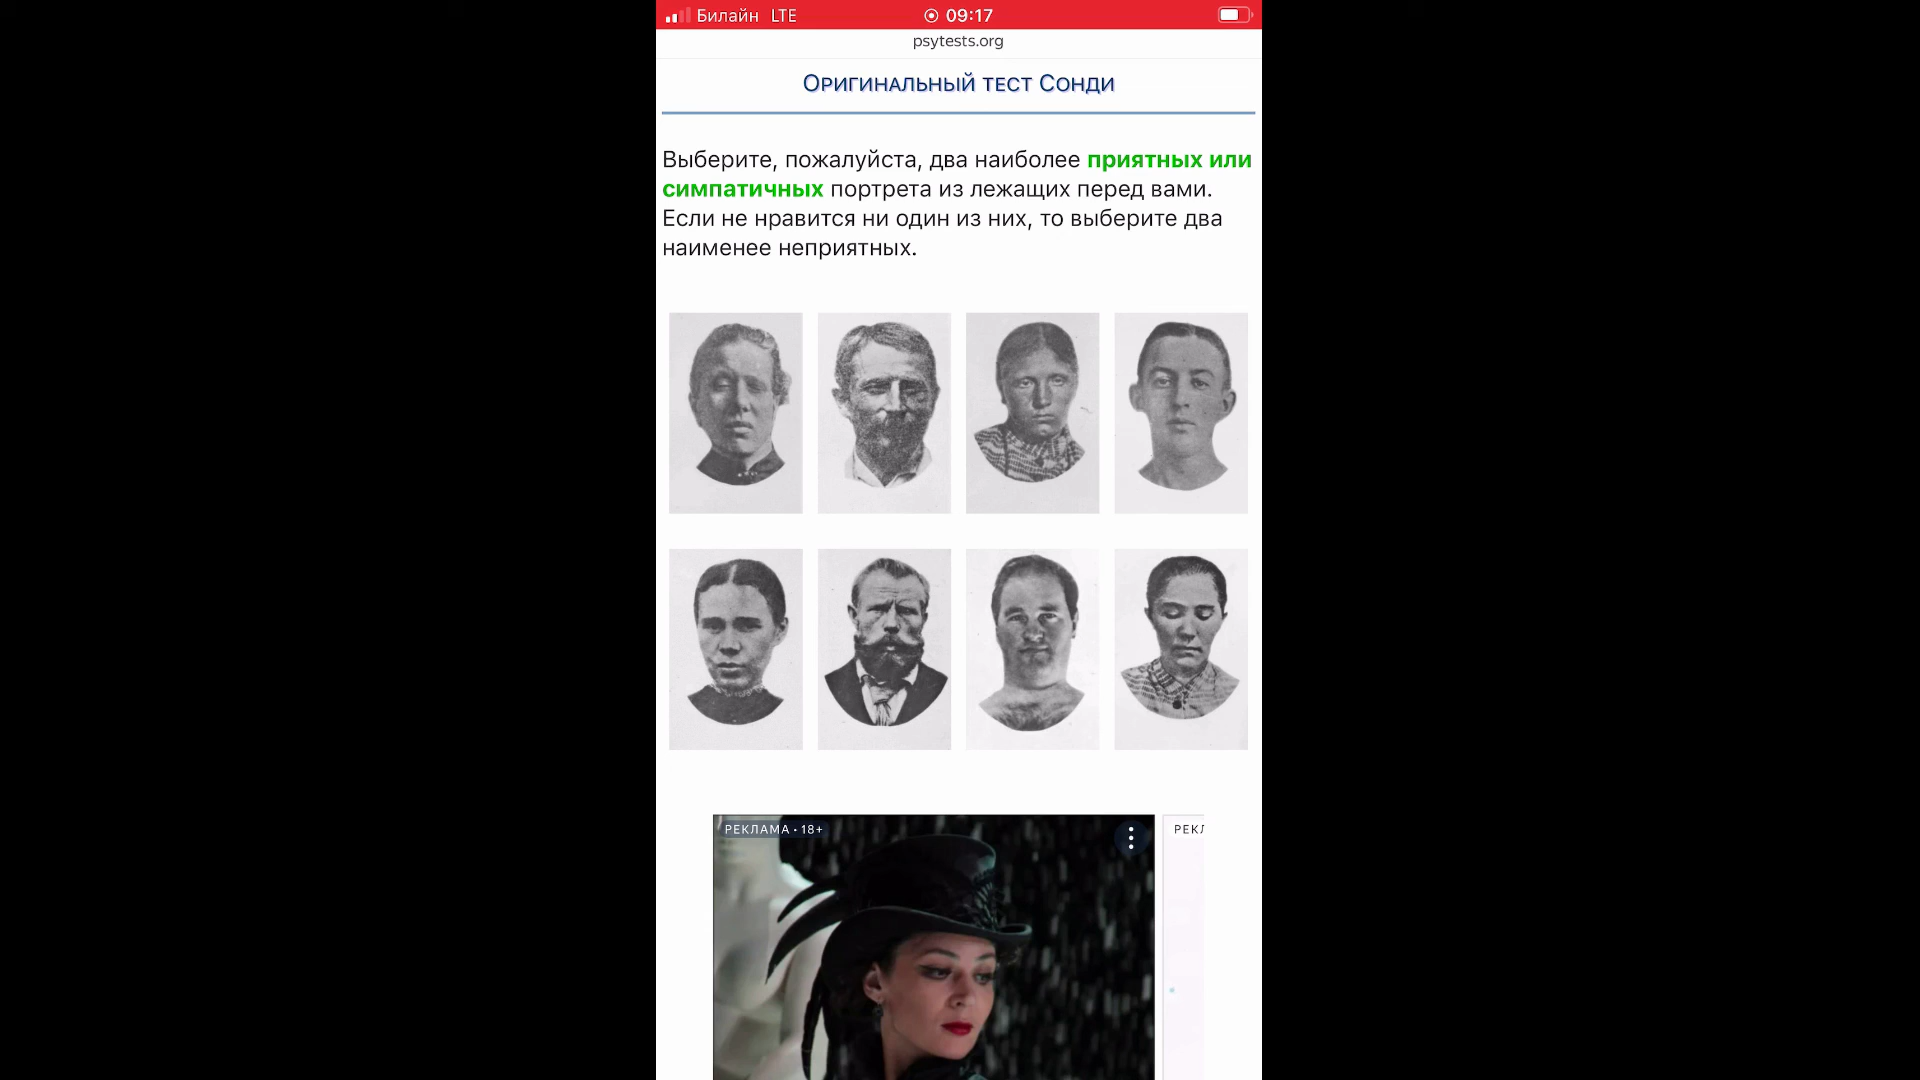 Билайн LTE 09:17
psytests.org
Оригинальный тест Сонди
Выберите, пожалуйста, два наиболее приятных или
симпатичных портрета из лежащих перед вами.
Если не нравится ни один из них, то выберите два
наименее неприятных.
РЕКЛАМА • 18+
РЕКЛ